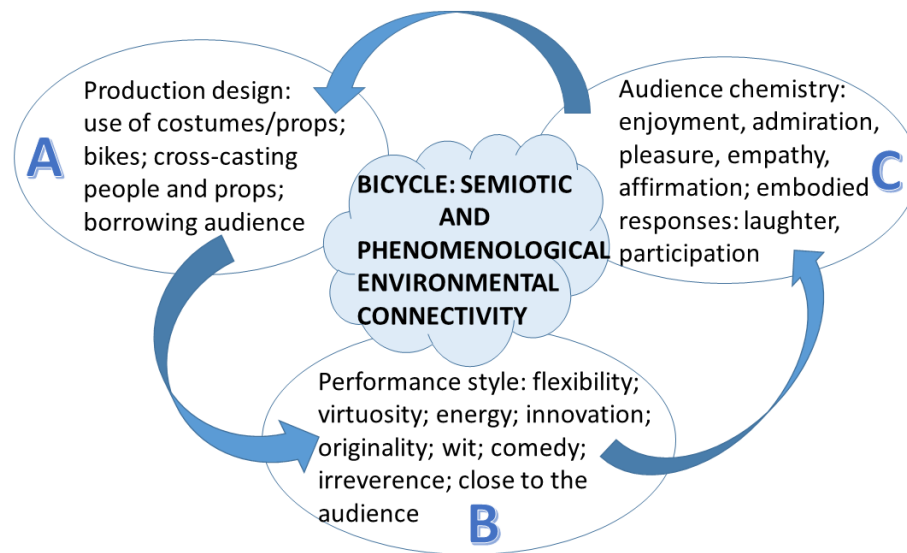 Production design:
use of costumes/props;
bikes; cross-casting
people and props;
borrowing audience
A
BICYCLE: SEMIOTIC
AND
PHENOMENOLOGICAL
ENVIRONMENTAL
CONNECTIVITY
Audience chemistry:
enjoyment, admiration,
pleasure, empathy,
affirmation; embodied
responses: laughter,
participation
C
Performance style: flexibility;
virtuosity; energy; innovation;
originality; wit; comedy;
irreverence; close to the
audience
B